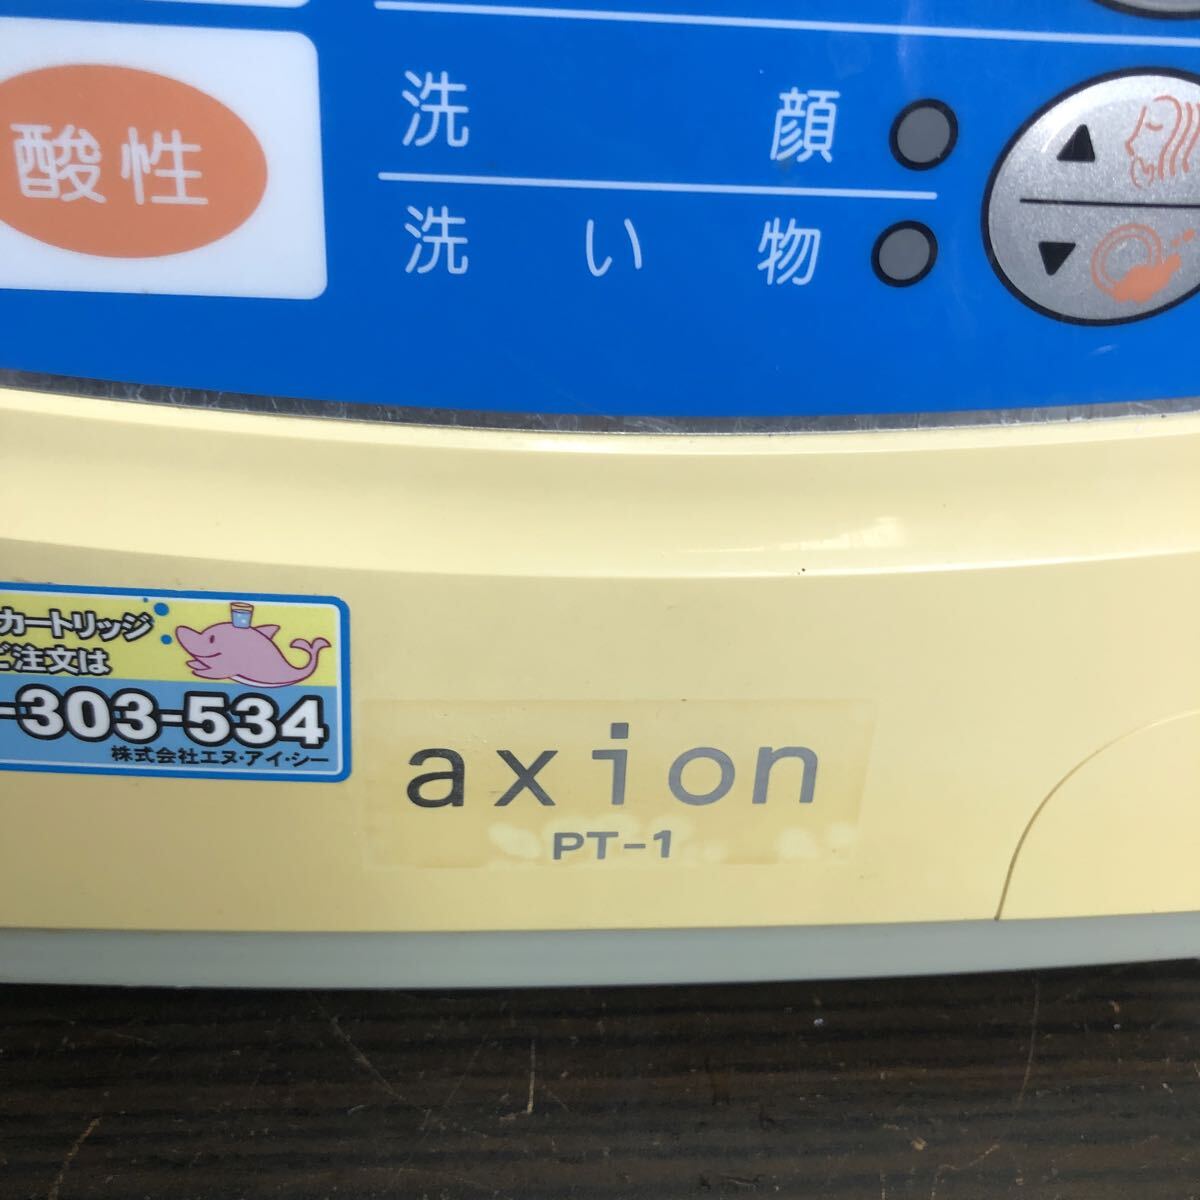 洗 顔
酸性
洗 い 物
カートリッジ
ご注文は
-303-534
株式会社エヌ・アイ・シー
axion
PT-1